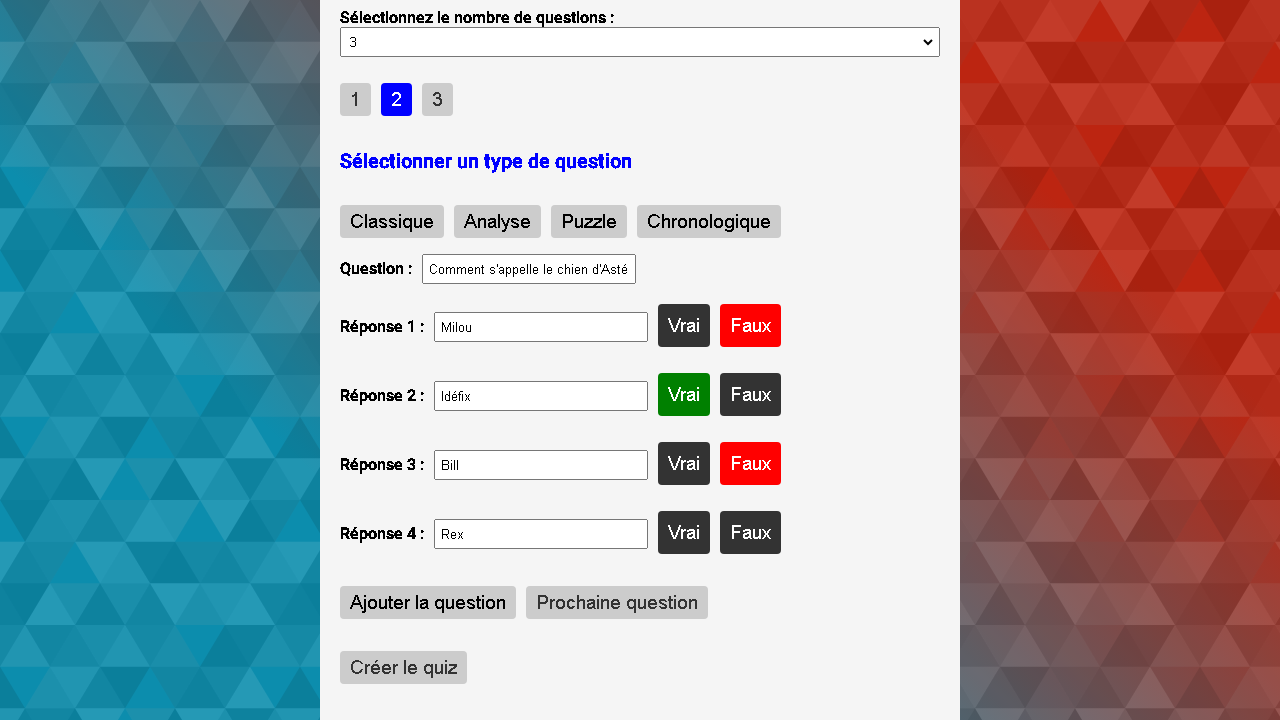 Sélectionnez le nombre de questions :
3
1 2 3
Sélectionner un type de question
Classique Analyse Puzzle Chronologique
Question : Comment s'appelle le chien d'Asté
Réponse 1 : Milou Vrai Faux
Réponse 2 : Idéfix Vrai Faux
Réponse 3 : Bill Vrai Faux
Réponse 4 : Rex Vrai Faux
Ajouter la question Prochaine question
Créer le quiz